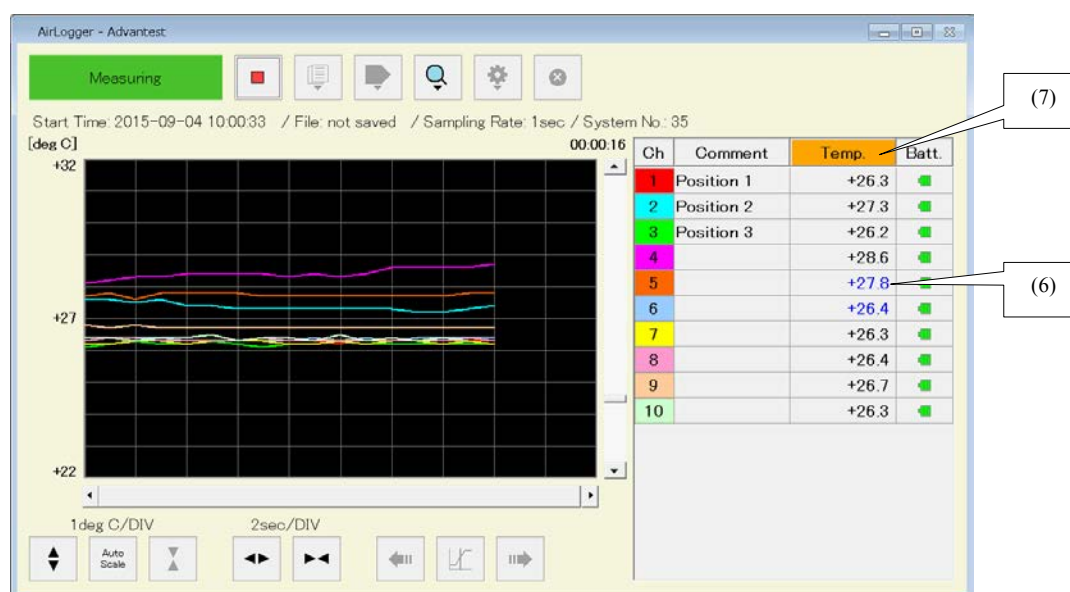 AirLogger - Advantest
Measuring
Start Time: 2015-09-04 10:00:33 / File: not saved / Sampling Rate: 1sec / System No.: 35
[deg C]
00:00:16
+32
+27
+22
1deg C/DIV
2sec/DIV
Auto
Scale
Ch Comment Temp. Batt.
1 Position 1 +26.3
2 Position 2 +27.3
3 Position 3 +26.2
4 +28.6
5 +27.8
6 +26.4
7 +26.3
8 +26.4
9 +26.7
10 +26.3
(7)
(6)